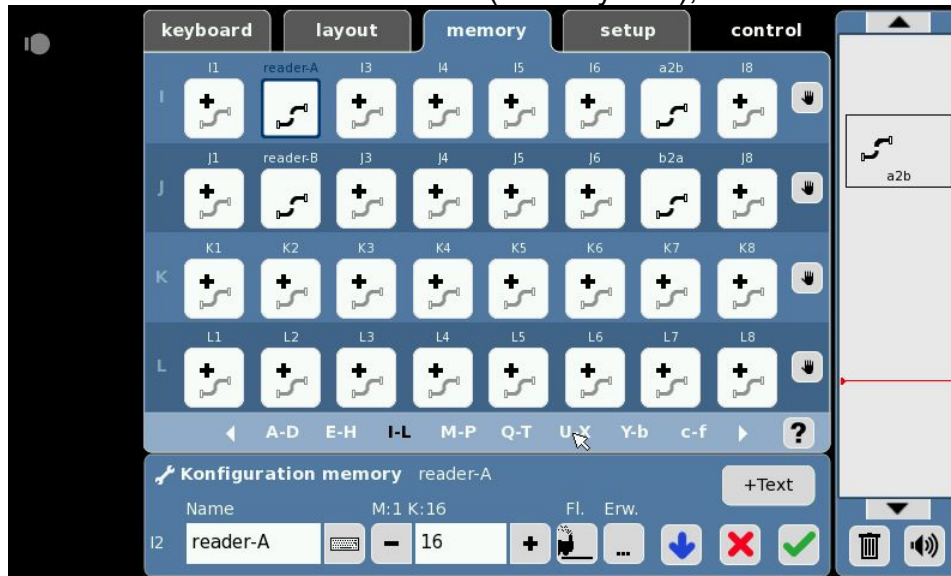 keyboard layout memory setup control
I1 reader-A I3 I4 I5 I6 a2b I8
I
J1 reader-B J3 J4 J5 J6 b2a J8
J
a2b
K1 K2 K3 K4 K5 K6 K7 K8
K
L1 L2 L3 L4 L5 L6 L7 L8
L
A-D E-H I-L M-P Q-T U-X Y-b c-f ?
Konfiguration memory reader-A
+Text
Name M:1 K:16 Fl. Erw.
I2 reader-A - 16 + ...